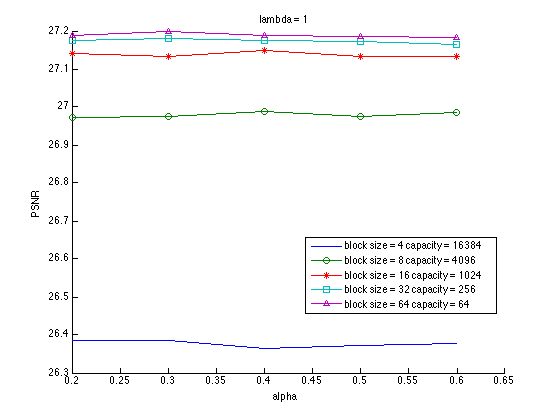 lambda = 1
27.2
27.1
27
26.9
26.8
26.7
26.6
26.5
26.4
26.3
PSNR
block size = 4 capacity = 16384
block size = 8 capacity = 4096
block size = 16 capacity = 1024
block size = 32 capacity = 256
block size = 64 capacity = 64
0.2 0.25 0.3 0.35 0.4 0.45 0.5 0.55 0.6 0.65
alpha